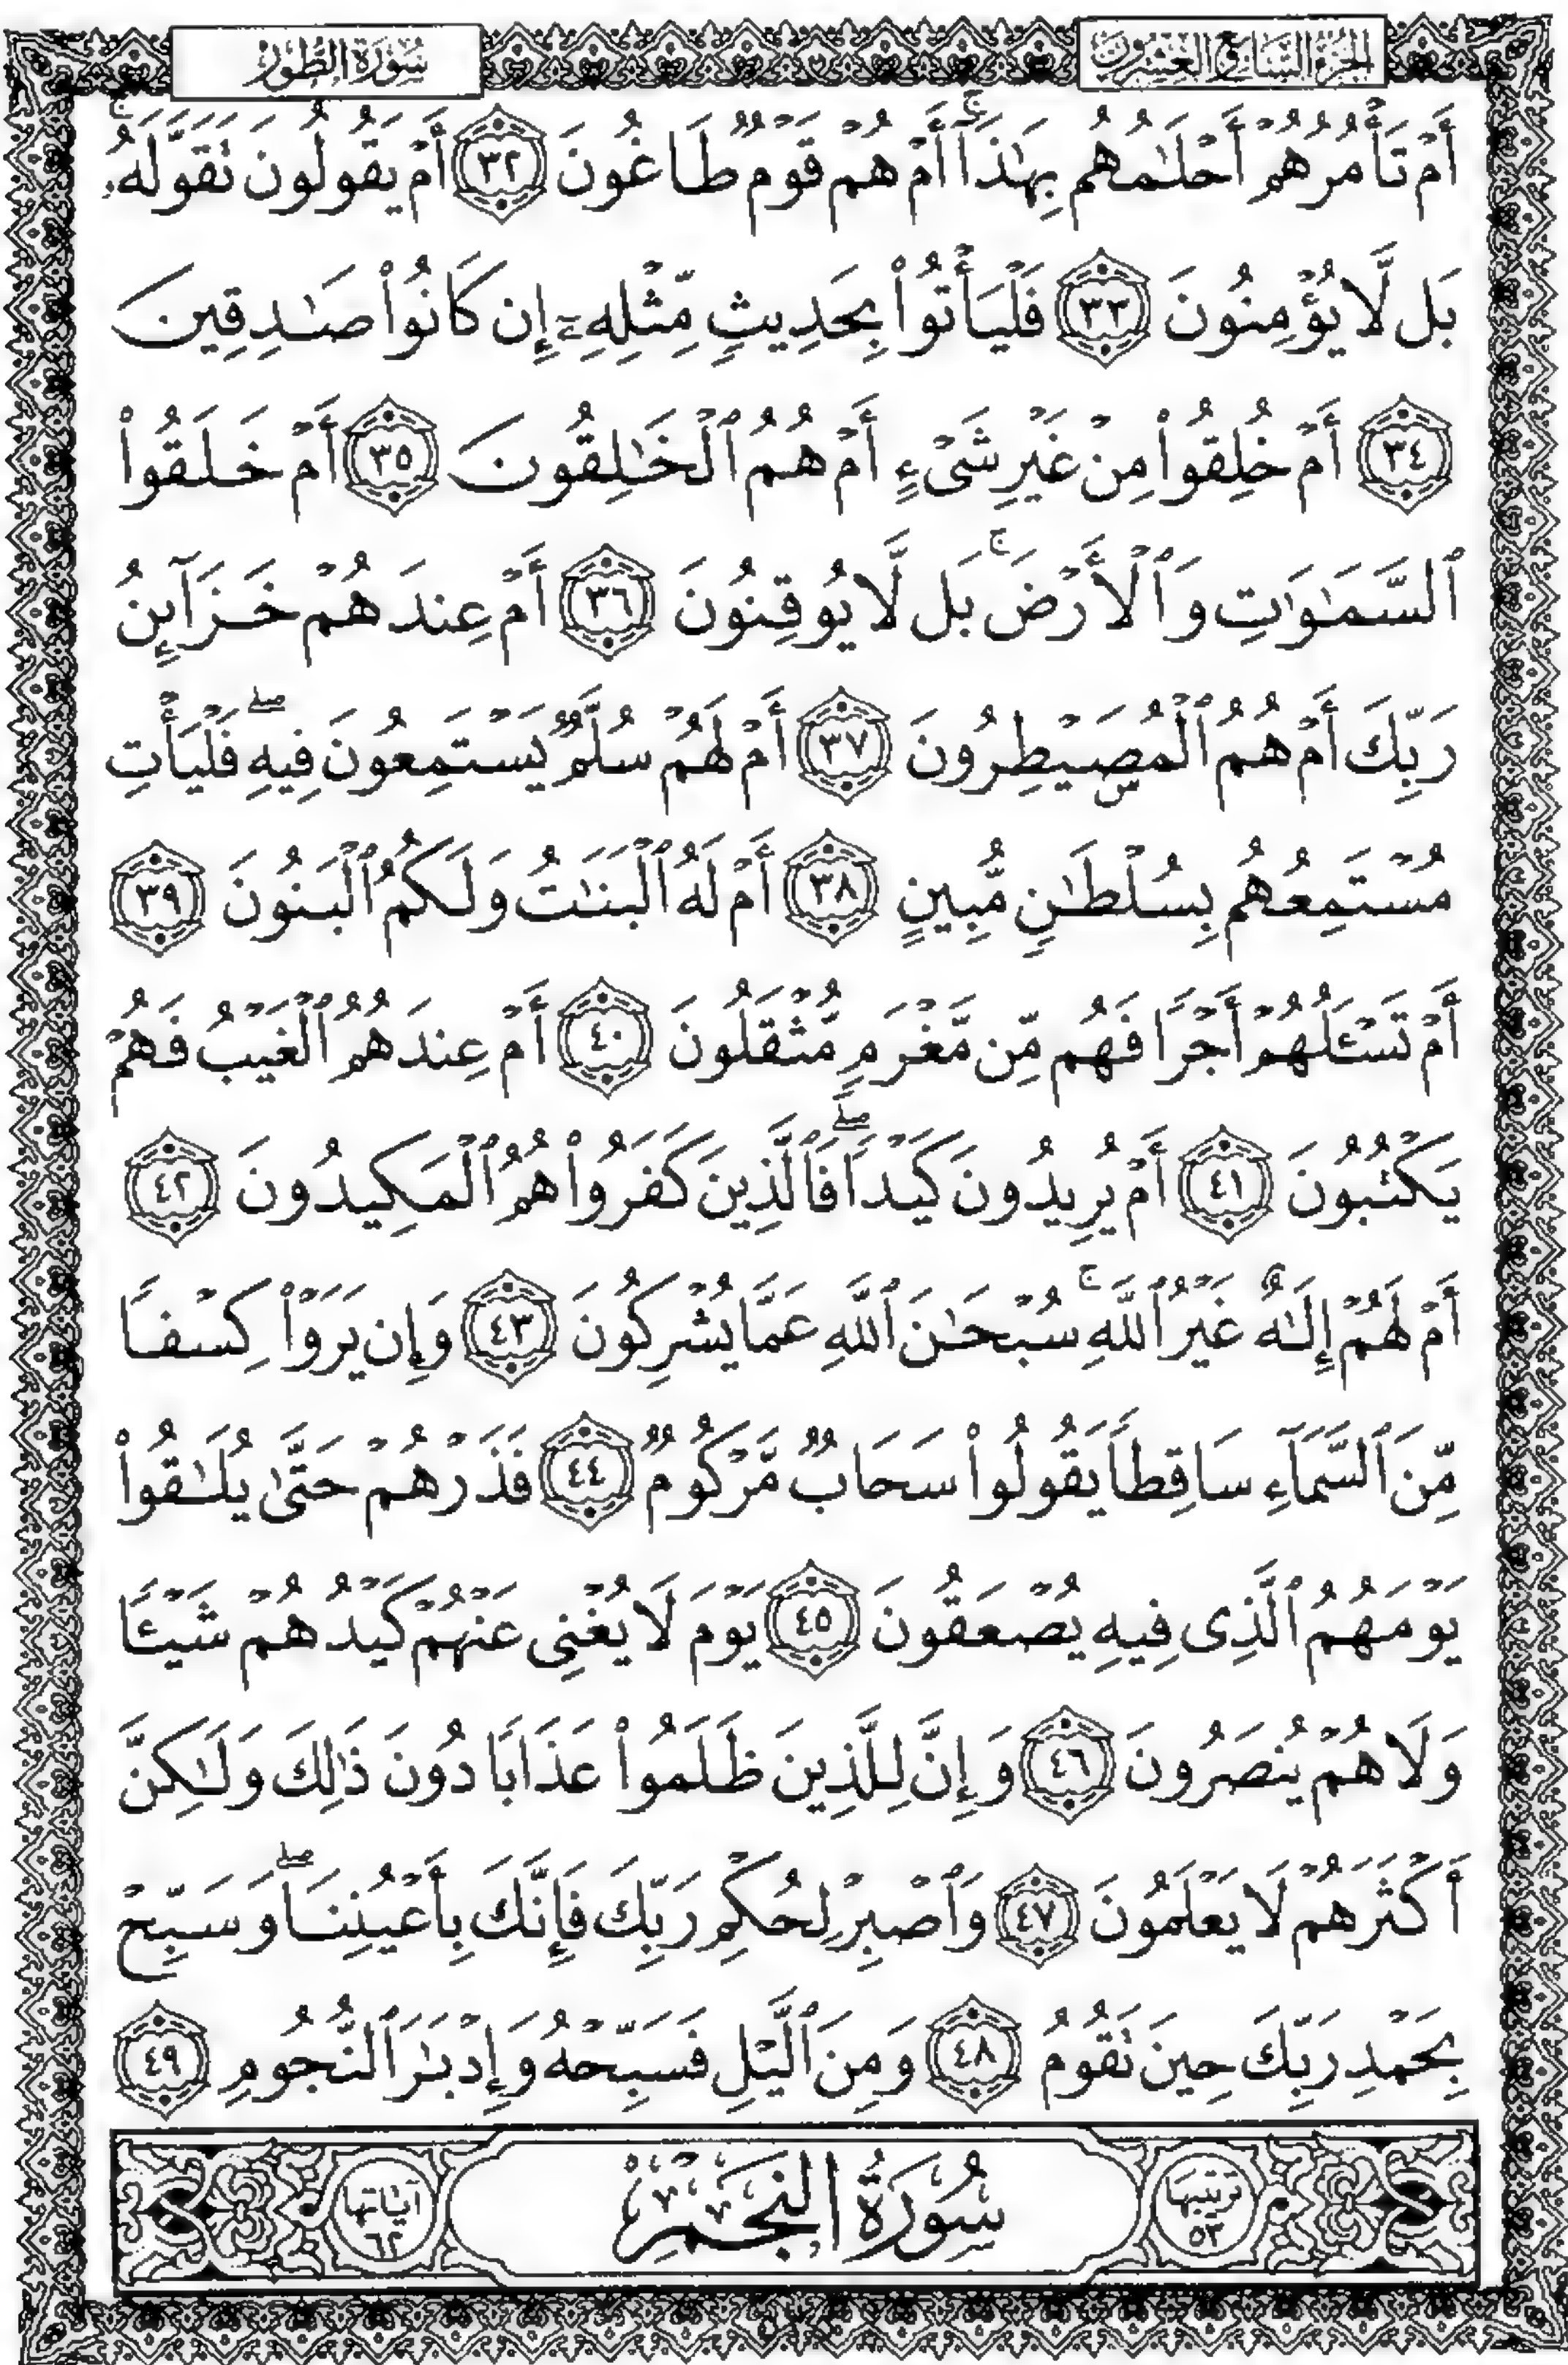 الجزء السابع والعشرون
سورة الطور
أَمْ تَأْمُرُهُمْ أَحْلَٰمُهُم بِهَٰذَآ ۚ أَمْ هُمْ قَوْمٌ طَاغُونَ ٣٢ أَمْ يَقُولُونَ تَقَوَّلَهُۥ ۚ
بَل لَّا يُؤْمِنُونَ ٣٣ فَلْيَأْتُوا۟ بِحَدِيثٍ مِّثْلِهِۦٓ إِن كَانُوا۟ صَٰدِقِينَ
٣٤ أَمْ خُلِقُوا۟ مِنْ غَيْرِ شَىْءٍ أَمْ هُمُ ٱلْخَٰلِقُونَ ٣٥ أَمْ خَلَقُوا۟
ٱلسَّمَٰوَٰتِ وَٱلْأَرْضَ ۚ بَل لَّا يُوقِنُونَ ٣٦ أَمْ عِندَهُمْ خَزَآئِنُ
رَبِّكَ أَمْ هُمُ ٱلْمُصَۣيْطِرُونَ ٣٧ أَمْ لَهُمْ سُلَّمٌ يَسْتَمِعُونَ فِيهِ ۖ فَلْيَأْتِ
مُسْتَمِعُهُم بِسُلْطَٰنٍ مُّبِينٍ ٣٨ أَمْ لَهُ ٱلْبَنَٰتُ وَلَكُمُ ٱلْبَنُونَ ٣٩
أَمْ تَسْـَٔلُهُمْ أَجْرًا فَهُم مِّن مَّغْرَمٍ مُّثْقَلُونَ ٤٠ أَمْ عِندَهُمُ ٱلْغَيْبُ فَهُمْ
يَكْتُبُونَ ٤١ أَمْ يُرِيدُونَ كَيْدًا ۖ فَٱلَّذِينَ كَفَرُوا۟ هُمُ ٱلْمَكِيدُونَ ٤٢
أَمْ لَهُمْ إِلَٰهٌ غَيْرُ ٱللَّهِ ۚ سُبْحَٰنَ ٱللَّهِ عَمَّا يُشْرِكُونَ ٤٣ وَإِن يَرَوْا۟ كِسْفًا
مِّنَ ٱلسَّمَآءِ سَاقِطًا يَقُولُوا۟ سَحَابٌ مَّرْكُومٌ ٤٤ فَذَرْهُمْ حَتَّىٰ يُلَٰقُوا۟
يَوْمَهُمُ ٱلَّذِى فِيهِ يُصْعَقُونَ ٤٥ يَوْمَ لَا يُغْنِى عَنْهُمْ كَيْدُهُمْ شَيْـًٔا
وَلَا هُمْ يُنصَرُونَ ٤٦ وَإِنَّ لِلَّذِينَ ظَلَمُوا۟ عَذَابًا دُونَ ذَٰلِكَ وَلَٰكِنَّ
أَكْثَرَهُمْ لَا يَعْلَمُونَ ٤٧ وَٱصْبِرْ لِحُكْمِ رَبِّكَ فَإِنَّكَ بِأَعْيُنِنَا ۖ وَسَبِّحْ
بِحَمْدِ رَبِّكَ حِينَ تَقُومُ ٤٨ وَمِنَ ٱلَّيْلِ فَسَبِّحْهُ وَإِدْبَٰرَ ٱلنُّجُومِ ٤٩
ترتيبها ٥٣
سُورَةُ النَّجْمِ
آياتها ٦٢